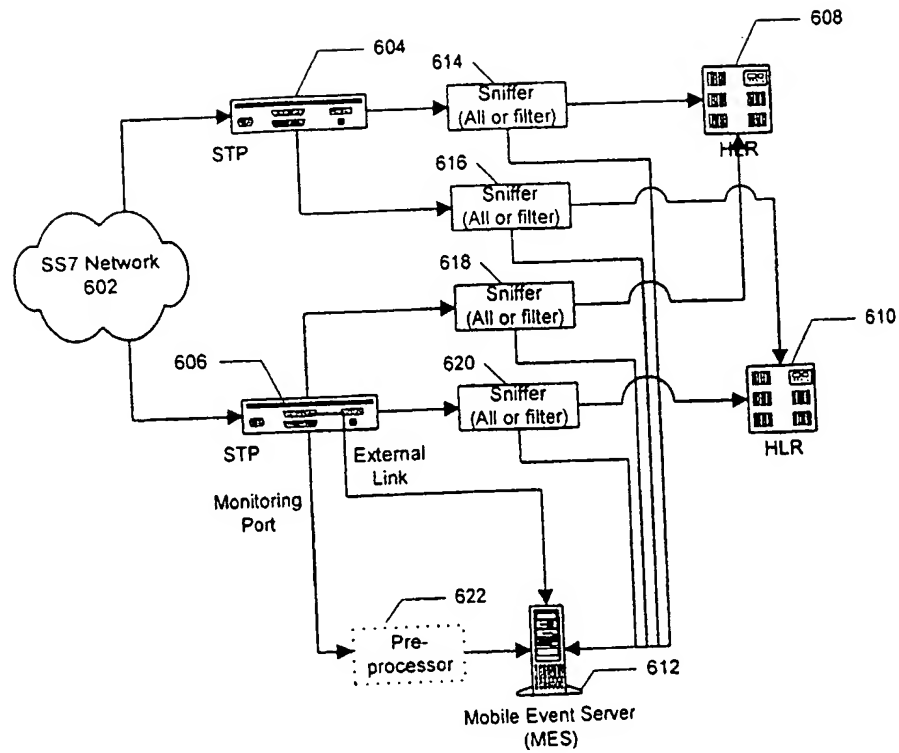 604
614
608
Sniffer
(All or filter)
STP
HLR
616
Sniffer
(All or filter)
SS7 Network
602
618
Sniffer
(All or filter)
610
606
620
Sniffer
(All or filter)
STP
External
Link
HLR
Monitoring
Port
622
Pre-
processor
612
Mobile Event Server
(MES)